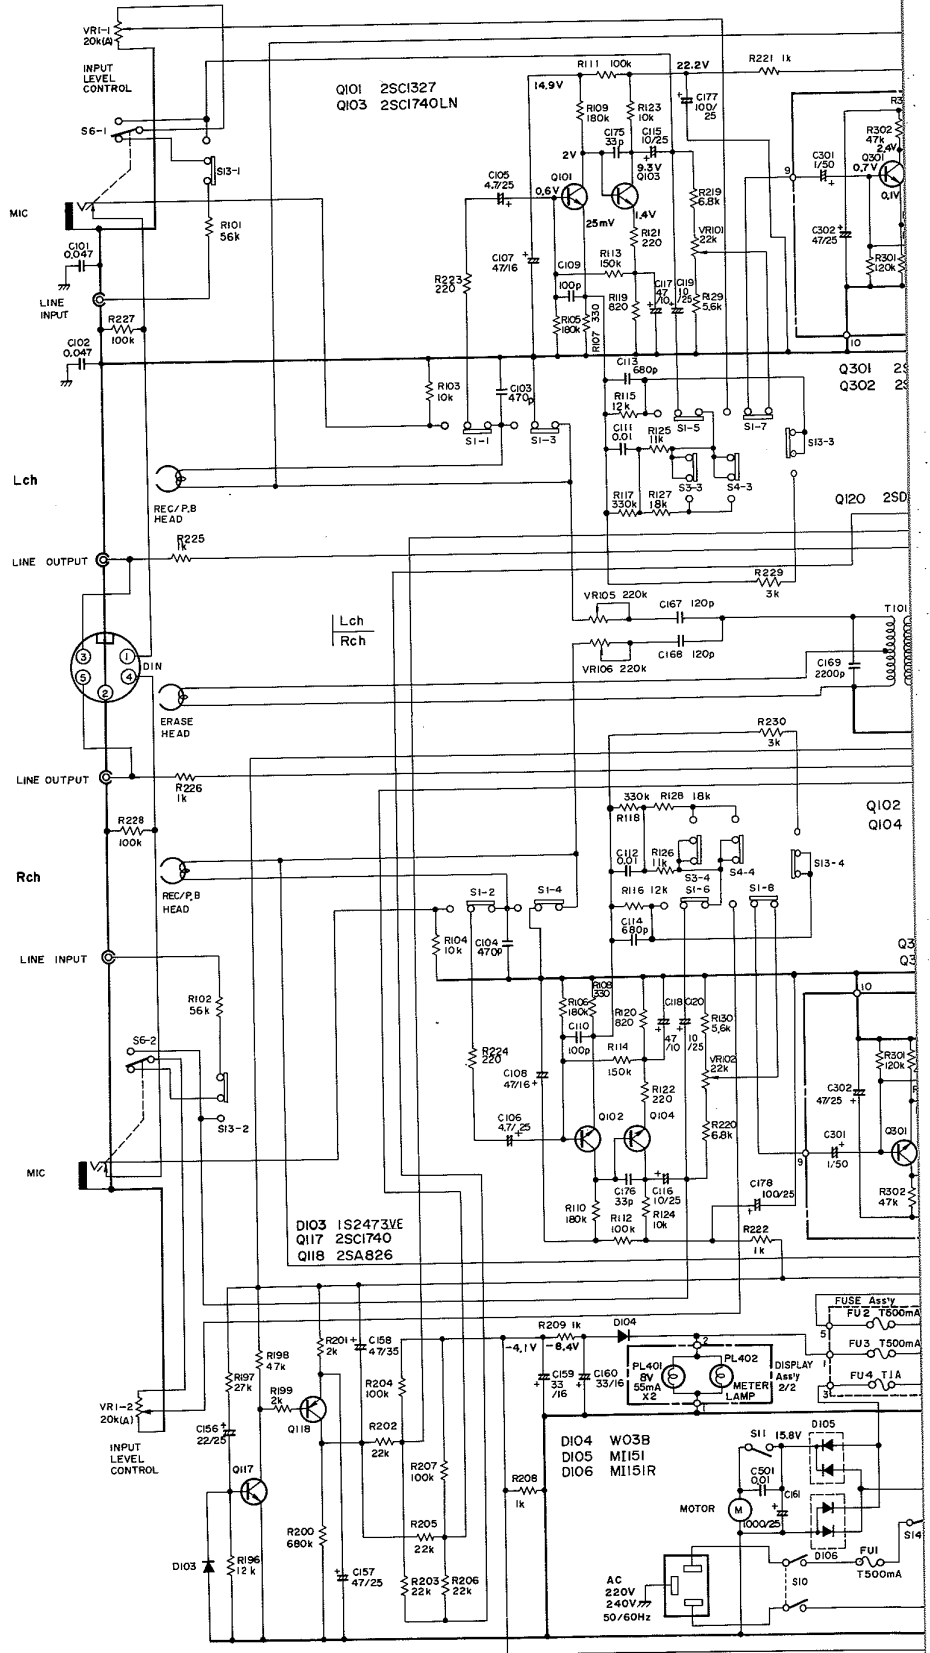 VR1-1
20k(A)
INPUT
LEVEL
CONTROL
Q101 2SC1327
Q103 2SC1740LN
S6-1
S13-1
MIC
R101
56k
C101
0.047
LINE
INPUT
R227
100k
C102
0.047
R111 100k
22.2V
R221 1k
14.9V
R109
180k
R123
10k
C177
100/
25
C175
33p
C115
10/25
2V
9.3V
Q103
C105
4.7/25
Q101
0.6V
25mV
1.4V
R219
6.8k
R121
220
VR101
22k
C107
47/16
C109
R113
150k
100p
R223
220
R119
820
C117
47
/10
C119
10
/25
R129
5.6k
R105
180k
R107 330
R3
R302
47k
2.4V
C301
1/50
Q301
0.7V
0.1V
9
C302
47/25
R301
120k
10
Q301 2S
Q302 2S
C113
680p
R103
10k
C103
470p
R115
12k
S1-1
S1-3
S1-5
S1-7
C111
0.01
R125
11k
S13-3
S3-3
S4-3
R117
330k
R127
18k
Lch
REC/P.B
HEAD
Q120 2SD
LINE OUTPUT
R225
1k
R229
3k
VR105 220k
C167 120p
T101
Lch
Rch
VR106 220k
C168 120p
C169
2200p
3
1
DIN
5
4
2
ERASE
HEAD
R230
3k
LINE OUTPUT
R226
1k
330k R128 18k
R118
Q102
Q104
R228
100k
C112
0.01
R126
11k
S3-4
S4-4
S13-4
Rch
REC/P.B
HEAD
S1-2
S1-4
R116 12k
S1-6
S1-8
C114
680p
R104
10k
C104
470p
Q3
Q3
LINE INPUT
R102
56k
R106
180k
R108
330
R120
820
C118
47
/10
C120
10
/25
R130
5.6k
10
C110
100p
S6-2
R224
220
R114
150k
VR102
22k
C108
47/16
R122
220
R301
120k
C302
47/25
S13-2
C106
4.7/25
Q102
Q104
R220
6.8k
C301
1/50
Q301
9
MIC
C176
33p
C116
10/25
C178
100/25
R302
47k
R110
180k
R112
100k
R124
10k
R222
1k
D103 1S2473VE
Q117 2SC1740
Q118 2SA826
FUSE Ass'y
FU2 T500mA
5
FU3 T500mA
1
FU4 T1A
3
R201
2k
C158
47/35
R209 1k
D104
-4.1V
-8.4V
2
R198
47k
R197
27k
R199
2k
R204
100k
C159
33
/16
C160
33/16
PL401
8V
55mA
X2
PL402
METER
LAMP
DISPLAY
Ass'y
2/2
1
VR1-2
20k(A)
INPUT
LEVEL
CONTROL
C156
22/25
Q118
R202
22k
Q117
R207
100k
R208
1k
D104 W03B
D105 MI151
D106 MI151R
S11
15.8V
D105
C501
0.01
C161
MOTOR
M
1000/25
S14
D106
FU1
T500mA
R200
680k
R205
22k
D103
R196
12k
C157
47/25
R203
22k
R206
22k
AC
220V
240V
50/60Hz
S10